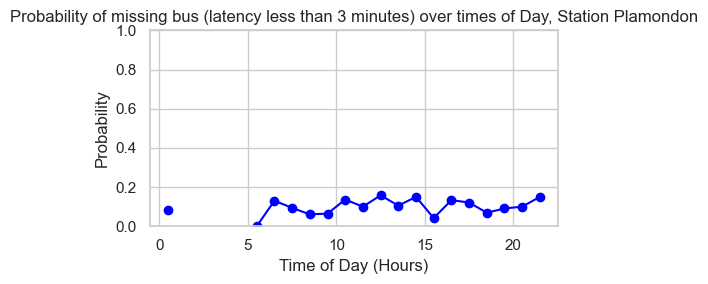 Probability of missing bus (latency less than 3 minutes) over times of Day, Station Plamondon
1.0
0.8
0.6
0.4
0.2
0.0
Probability
0 5 10 15 20
Time of Day (Hours)